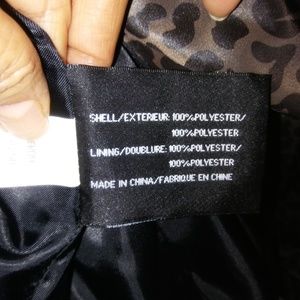 SHELL/EXTERIEUR: 100%POLYESTER/
100%POLYESTER
LINING/DOUBLURE: 100%POLYESTER/
100%POLYESTER
MADE IN CHINA/FABRIQUE EN CHINE